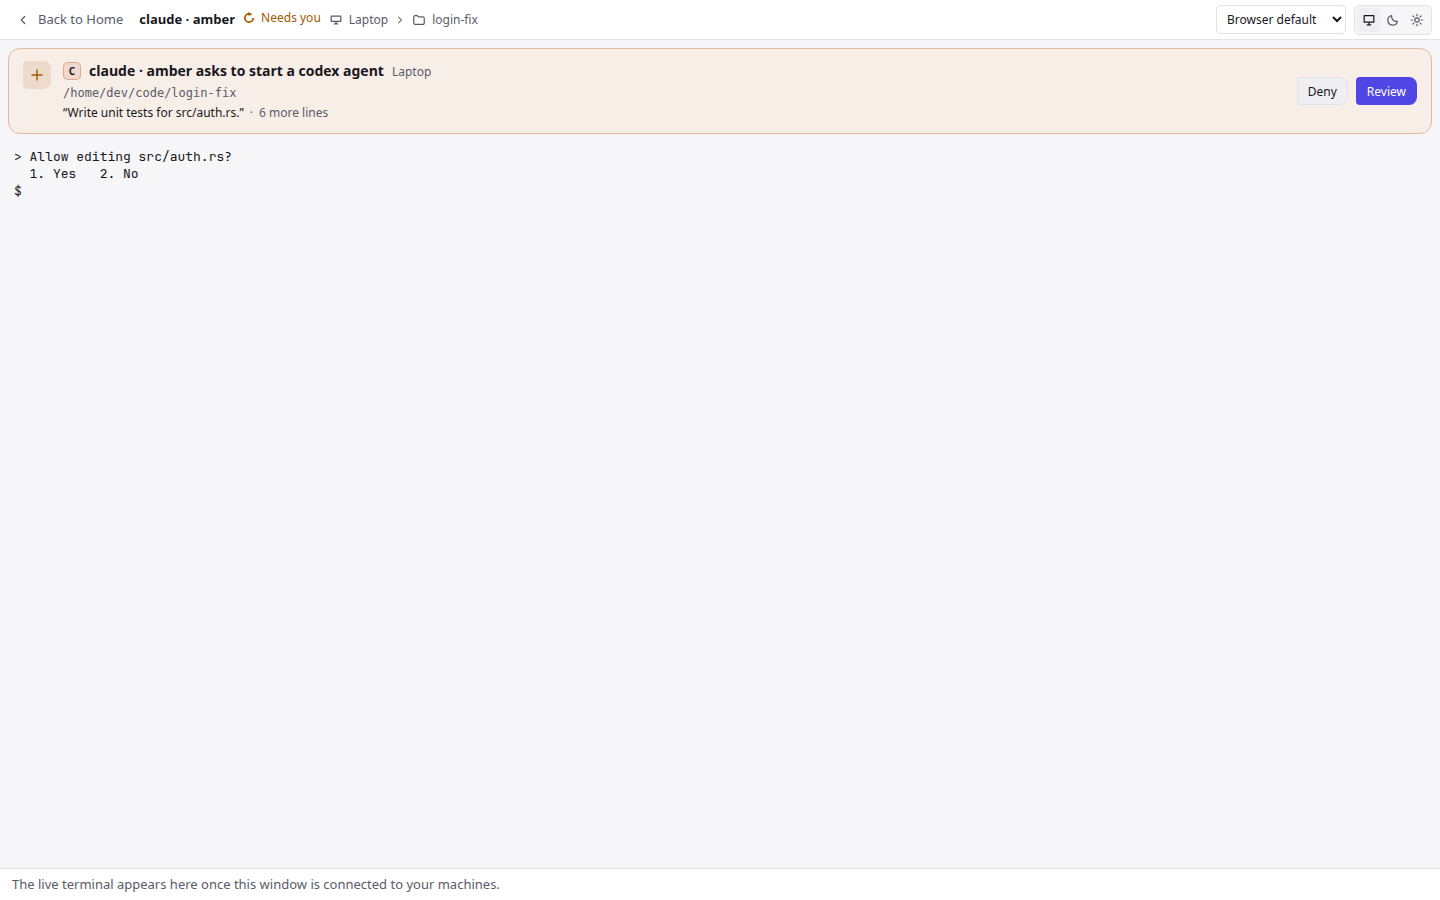 Back to Home claude · amber Needs you Laptop login-fix Browser default
C claude · amber asks to start a codex agent Laptop
/home/dev/code/login-fix
“Write unit tests for src/auth.rs.” · 6 more lines
Deny Review
> Allow editing src/auth.rs?
1. Yes 2. No
$
The live terminal appears here once this window is connected to your machines.